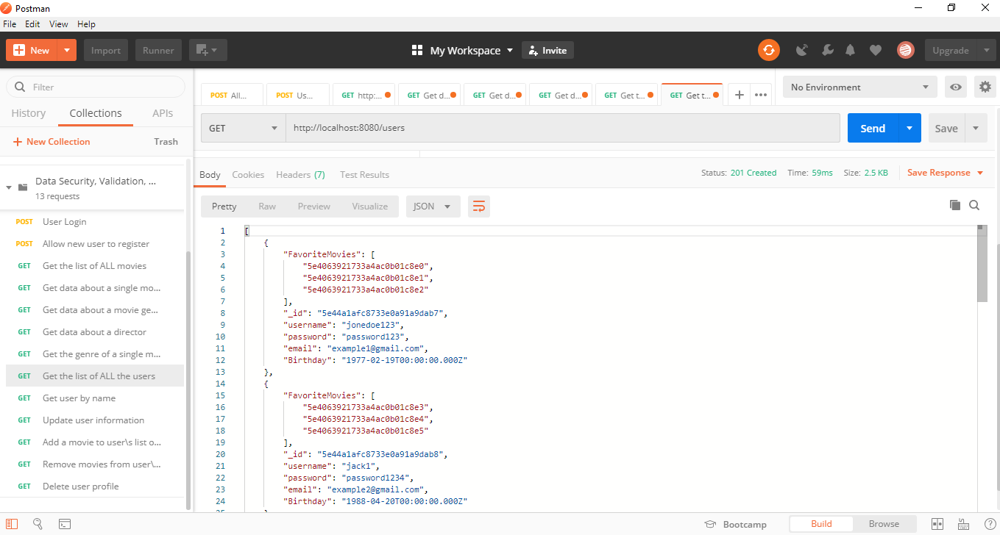 Postman
File Edit View Help
New Import Runner My Workspace Invite Upgrade
Filter
History Collections APIs
New Collection Trash
Data Security, Validation, ...
13 requests
POST User Login
POST Allow new user to register
GET Get the list of ALL movies
GET Get data about a single mo...
GET Get data about a movie ge...
GET Get data about a director
GET Get the genre of a single m...
GET Get the list of ALL the users
GET Get user by name
GET Update user information
GET Add a movie to user\s list o...
GET Remove movies from user\...
GET Delete user profile
POST All... POST Us... GET http:... GET Get d... GET Get d... GET Get d... GET Get t... GET Get t...
No Environment
GET http://localhost:8080/users Send Save
Body Cookies Headers (7) Test Results Status: 201 Created Time: 59ms Size: 2.5 KB Save Response
Pretty Raw Preview Visualize JSON
1 [
2 {
3 "FavoriteMovies": [
4 "5e4063921733a4ac0b01c8e0",
5 "5e4063921733a4ac0b01c8e1",
6 "5e4063921733a4ac0b01c8e2"
7 ],
8 "_id": "5e44a1afc8733e0a91a9dab7",
9 "username": "jonedoe123",
10 "password": "password123",
11 "email": "example1@gmail.com",
12 "Birthday": "1977-02-19T00:00:00.000Z"
13 },
14 {
15 "FavoriteMovies": [
16 "5e4063921733a4ac0b01c8e3",
17 "5e4063921733a4ac0b01c8e4",
18 "5e4063921733a4ac0b01c8e5"
19 ],
20 "_id": "5e44a1afc8733e0a91a9dab8",
21 "username": "jack1",
22 "password": "password1234",
23 "email": "example2@gmail.com",
24 "Birthday": "1988-04-20T00:00:00.000Z"
Bootcamp Build Browse